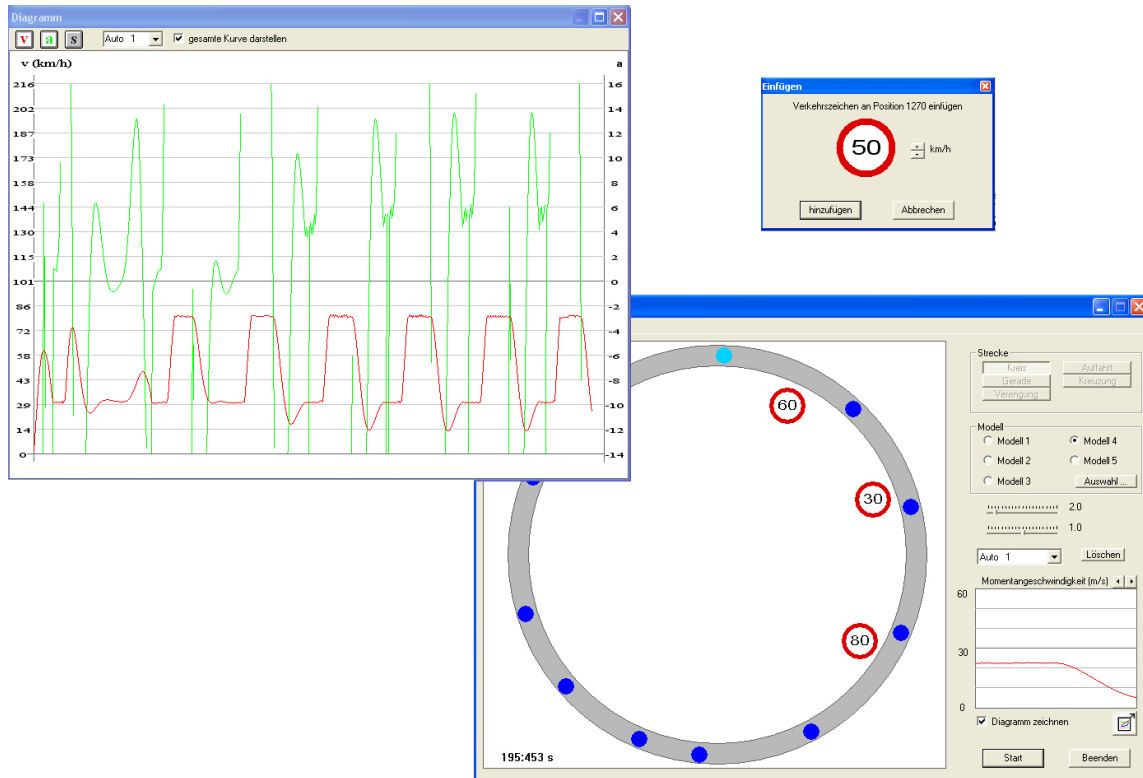 Diagramm
v a s Auto 1 gesamte Kurve darstellen
v (km/h) a
216 16
202 14
187 12
173 10
158 8
144 6
130 4
115 2
101 0
86 -2
72 -4
58 -6
43 -8
29 -10
14 -12
0 -14
Einfügen
Verkehrszeichen an Position 1270 einfügen
50 km/h
hinzufügen Abbrechen
60
30
80
195:453 s
Strecke
Kreis Auffahrt
Gerade Kreuzung
Verengung
Modell
Modell 1 Modell 4
Modell 2 Modell 5
Modell 3 Auswahl ...
2.0
1.0
Auto 1 Löschen
Momentangeschwindigkeit (m/s)
60
30
0
Diagramm zeichnen
Start Beenden